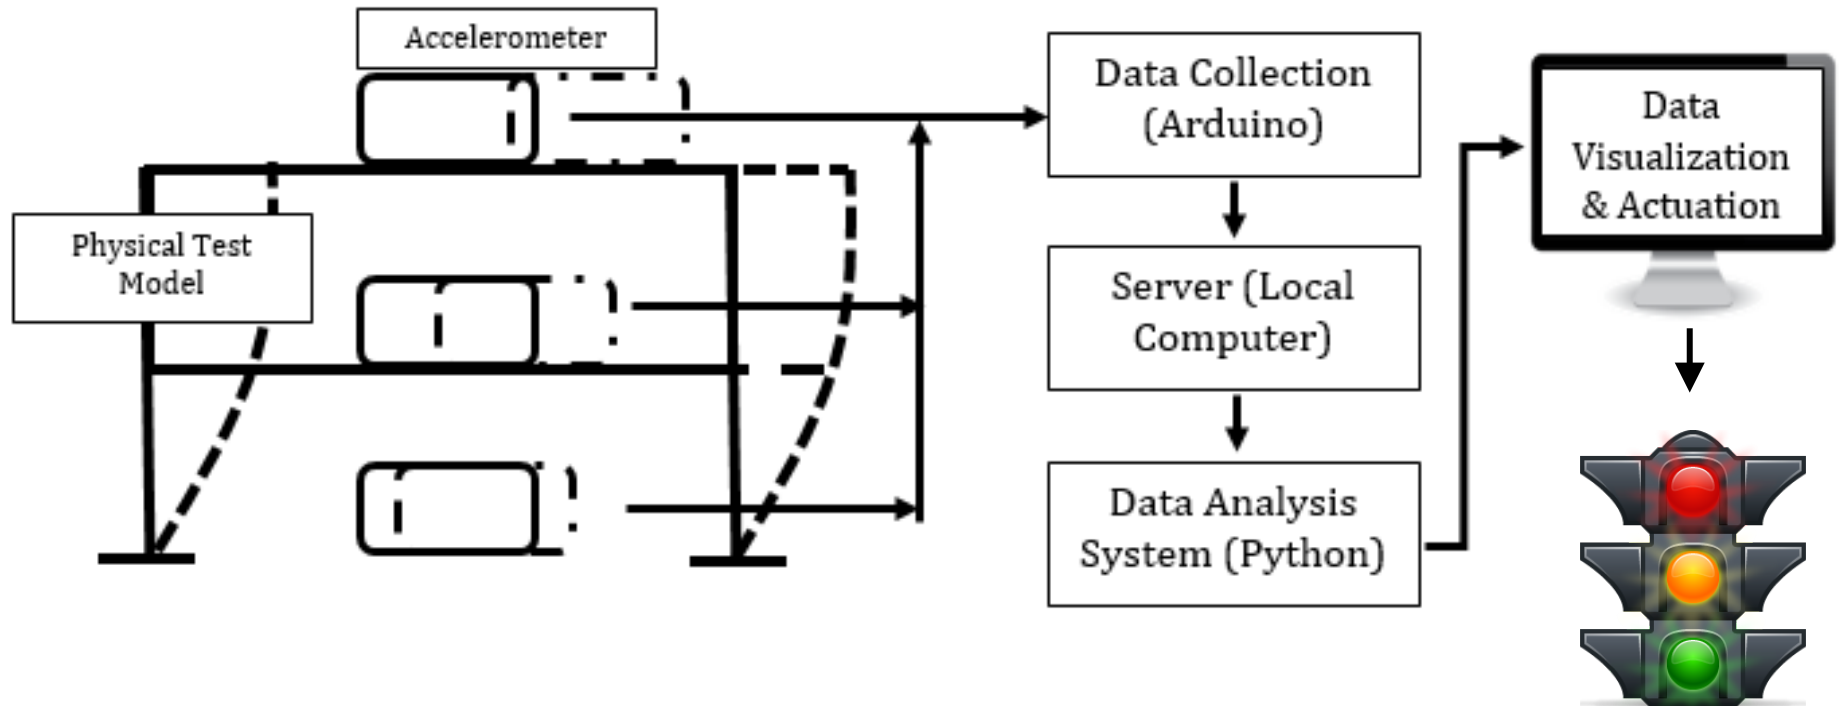 Accelerometer
Physical Test
Model
Data Collection
(Arduino)
Server (Local
Computer)
Data Analysis
System (Python)
Data
Visualization
& Actuation